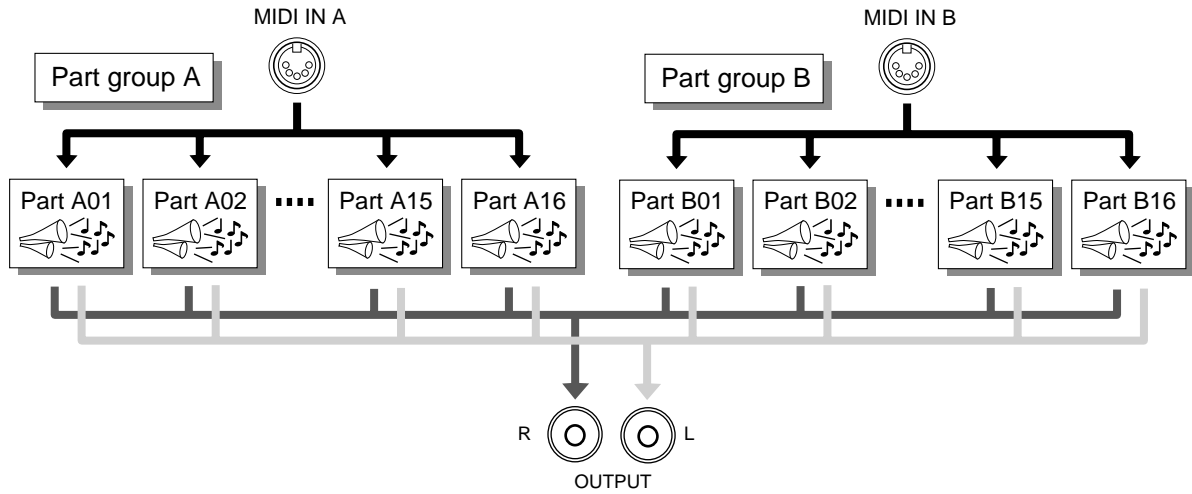 MIDI IN A
MIDI IN B
Part group A
Part group B
Part A01
Part A02
Part A15
Part A16
Part B01
Part B02
Part B15
Part B16
R
L
OUTPUT